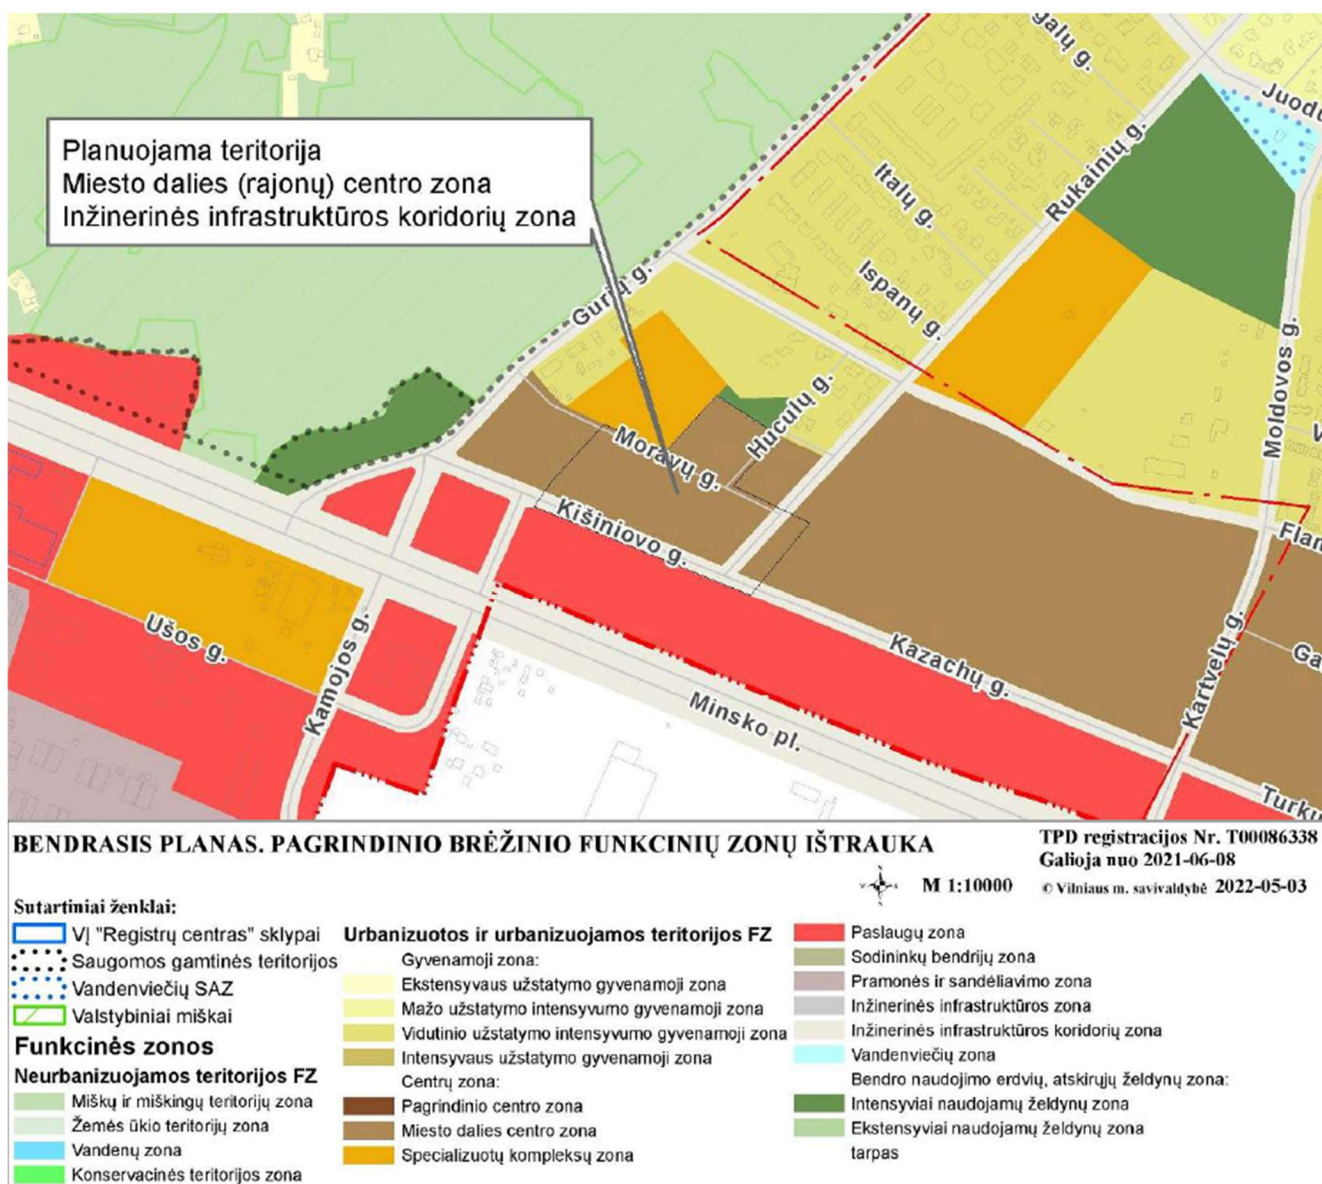 galų g.
Juodu
Planuojama teritorija
Miesto dalies (rajonų) centro zona
Inžinerinės infrastruktūros koridorių zona
Rukainių g.
Italų g.
Ispanų g.
Gurių g.
Moldovos g.
Huculų g.
Moravų g.
Kišiniovo g.
Flam
Ušos g.
Kamojos g.
Kazachų g.
Kartvelų g.
Ga
Minsko pl.
Turku
BENDRASIS PLANAS. PAGRINDINIO BRĖŽINIO FUNKCINIŲ ZONŲ IŠTRAUKA
TPD registracijos Nr. T00086338
Galioja nuo 2021-06-08
M 1:10000
© Vilniaus m. savivaldybė 2022-05-03
Sutartiniai ženklai:
VĮ "Registrų centras" sklypai
Saugomos gamtinės teritorijos
Vandenviečių SAZ
Valstybiniai miškai
Funkcinės zonos
Neurbanizuojamos teritorijos FZ
Miškų ir miškingų teritorijų zona
Žemės ūkio teritorijų zona
Vandenų zona
Konservacinės teritorijos zona
Urbanizuotos ir urbanizuojamos teritorijos FZ
Gyvenamoji zona:
Ekstensyvaus užstatymo gyvenamoji zona
Mažo užstatymo intensyvumo gyvenamoji zona
Vidutinio užstatymo intensyvumo gyvenamoji zona
Intensyvaus užstatymo gyvenamoji zona
Centrų zona:
Pagrindinio centro zona
Miesto dalies centro zona
Specializuotų kompleksų zona
Paslaugų zona
Sodininkų bendrijų zona
Pramonės ir sandėliavimo zona
Inžinerinės infrastruktūros zona
Inžinerinės infrastruktūros koridorių zona
Vandenviečių zona
Bendro naudojimo erdvių, atskirųjų želdynų zona:
Intensyviai naudojamų želdynų zona
Ekstensyviai naudojamų želdynų zona
tarpas